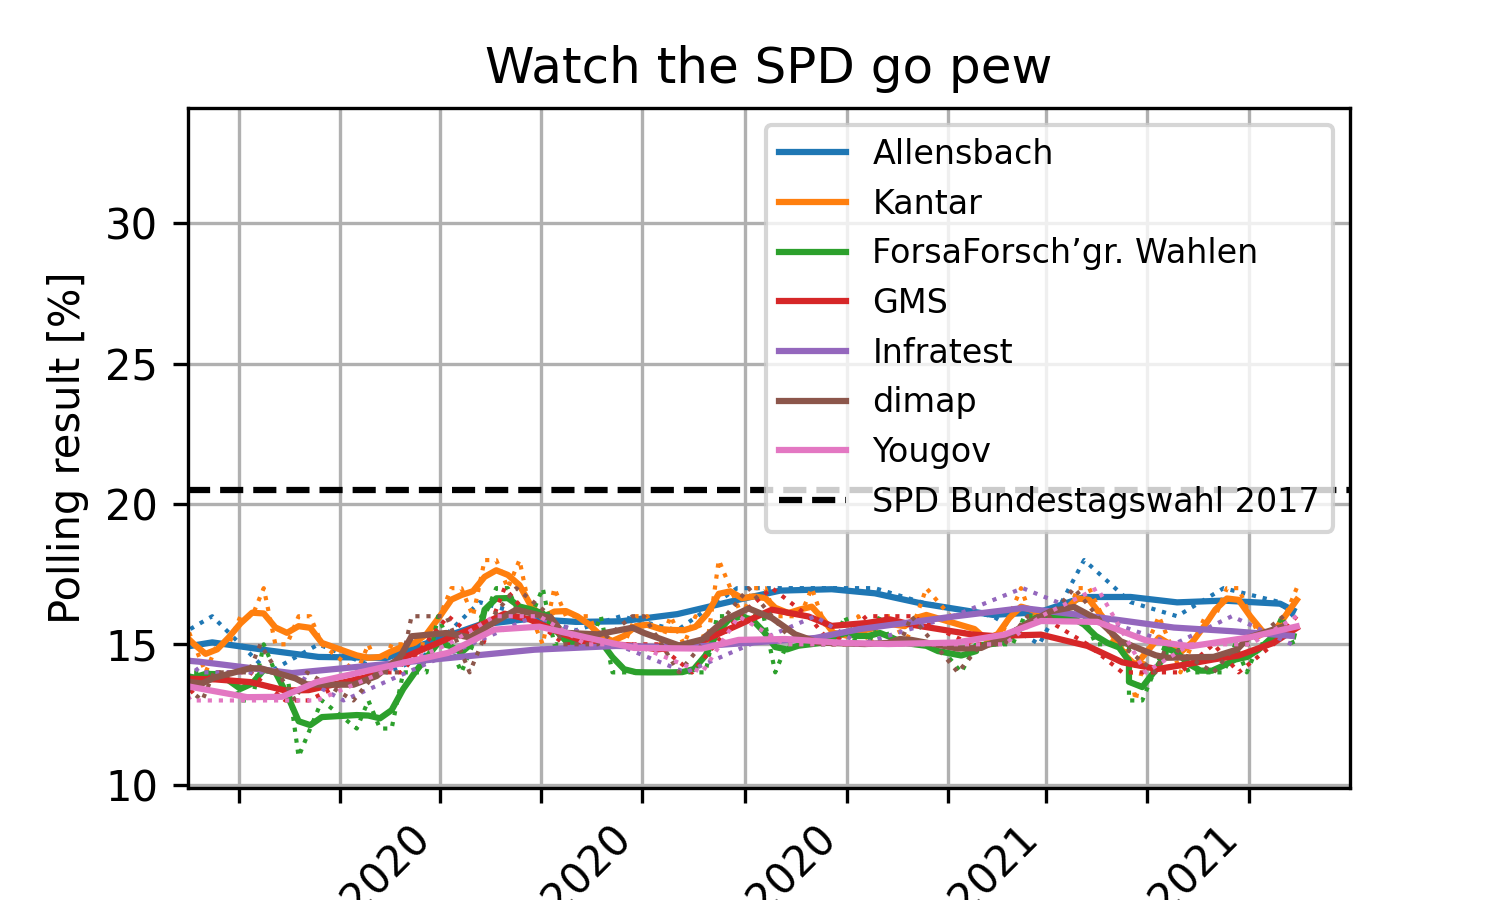 Watch the SPD go pew
Polling result [%]
30
25
20
15
10
Allensbach
Kantar
ForsaForsch’gr. Wahlen
GMS
Infratest
dimap
Yougov
SPD Bundestagswahl 2017
2020
2020
2020
2021
2021